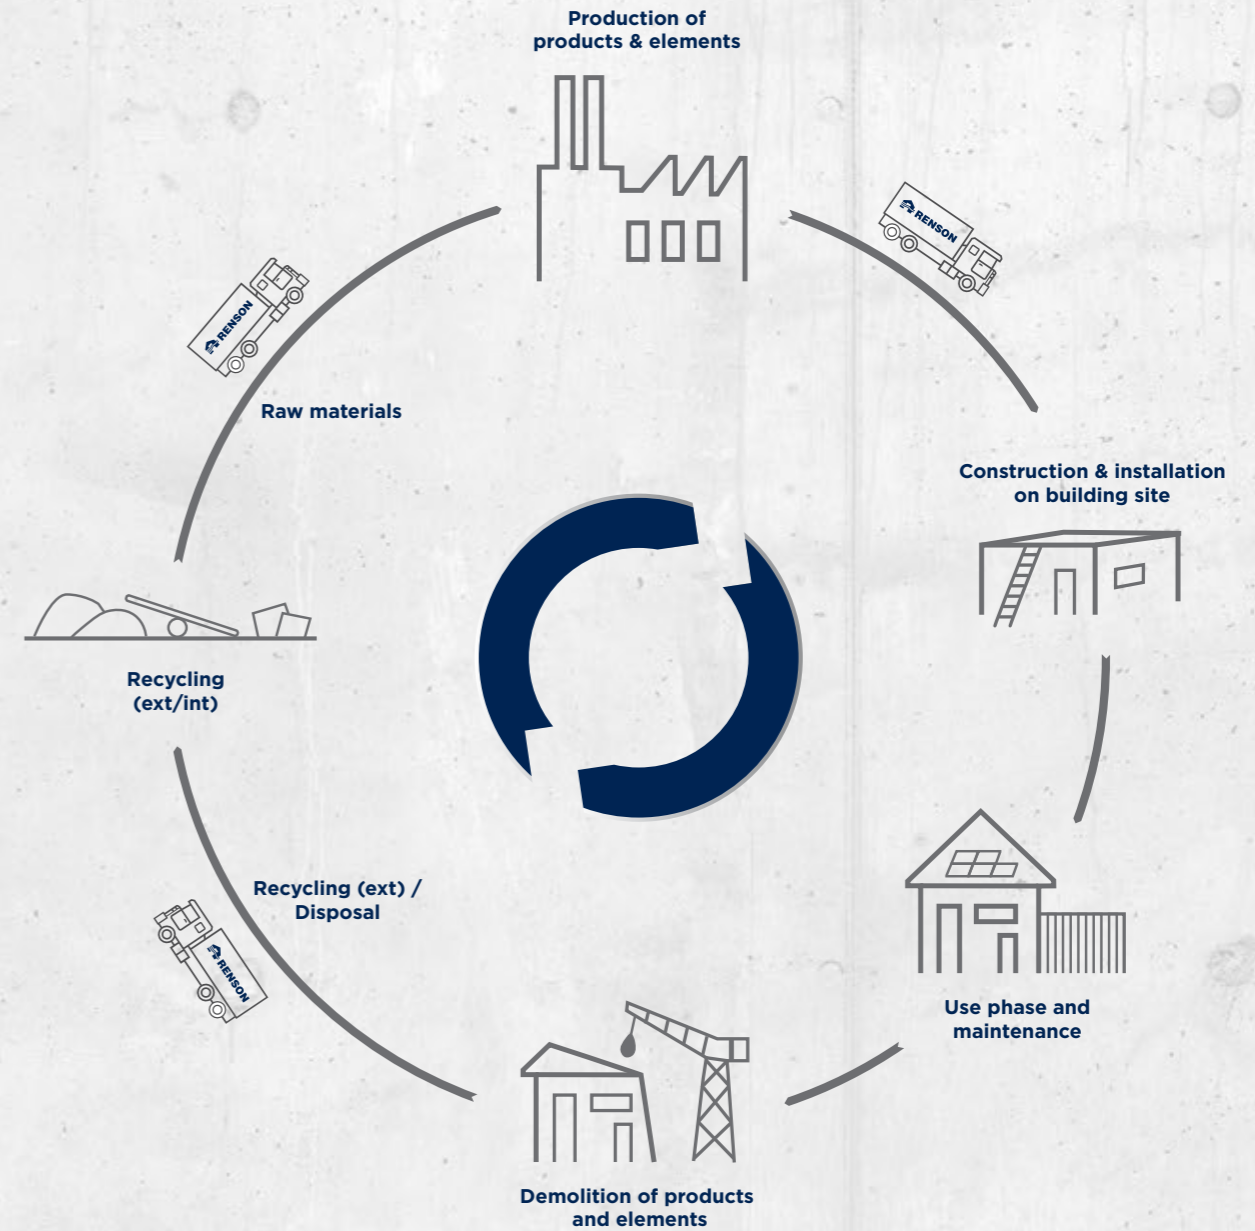 Production of
products & elements
RENSON
RENSON
Raw materials
Construction & installation
on building site
Recycling
(ext/int)
Recycling (ext) /
Disposal
RENSON
Use phase and
maintenance
Demolition of products
and elements